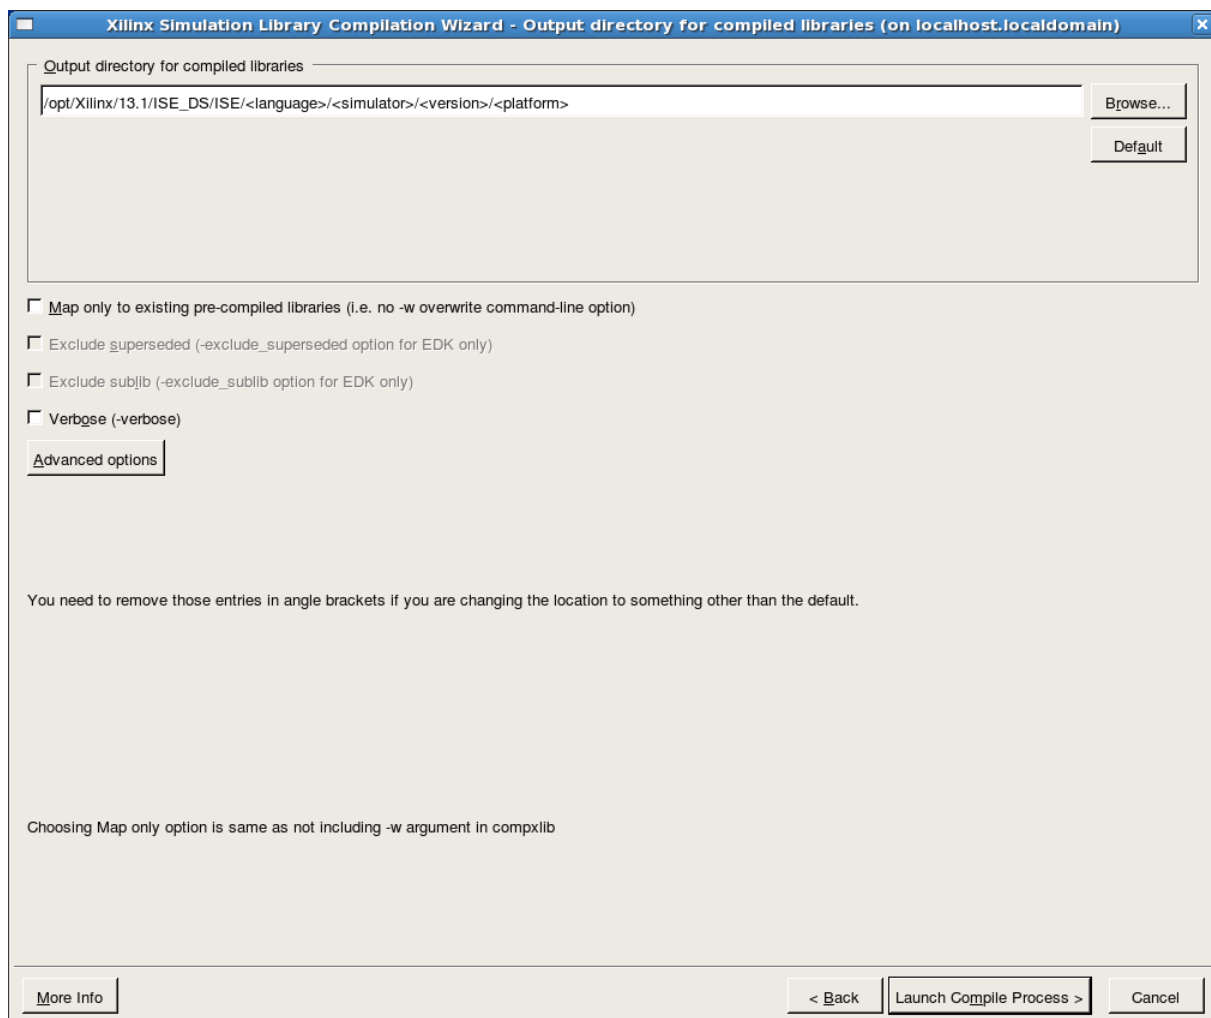 Xilinx Simulation Library Compilation Wizard - Output directory for compiled libraries (on localhost.localdomain)
Output directory for compiled libraries
/opt/Xilinx/13.1/ISE_DS/ISE/<language>/<simulator>/<version>/<platform>
Browse...
Default
Map only to existing pre-compiled libraries (i.e. no -w overwrite command-line option)
Exclude superseded (-exclude_superseded option for EDK only)
Exclude sublib (-exclude_sublib option for EDK only)
Verbose (-verbose)
Advanced options
You need to remove those entries in angle brackets if you are changing the location to something other than the default.
Choosing Map only option is same as not including -w argument in compxlib
More Info
< Back
Launch Compile Process >
Cancel